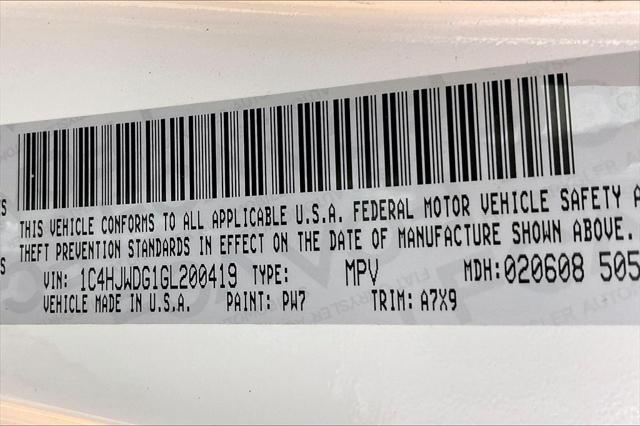 THIS VEHICLE CONFORMS TO ALL APPLICABLE U.S.A. FEDERAL MOTOR VEHICLE SAFETY A
THEFT PREVENTION STANDARDS IN EFFECT ON THE DATE OF MANUFACTURE SHOWN ABOVE.
VIN: 1C4HJWDG1GL200419 TYPE: MPV MDH:020608 505
VEHICLE MADE IN U.S.A. PAINT: PW7 TRIM: A7X9